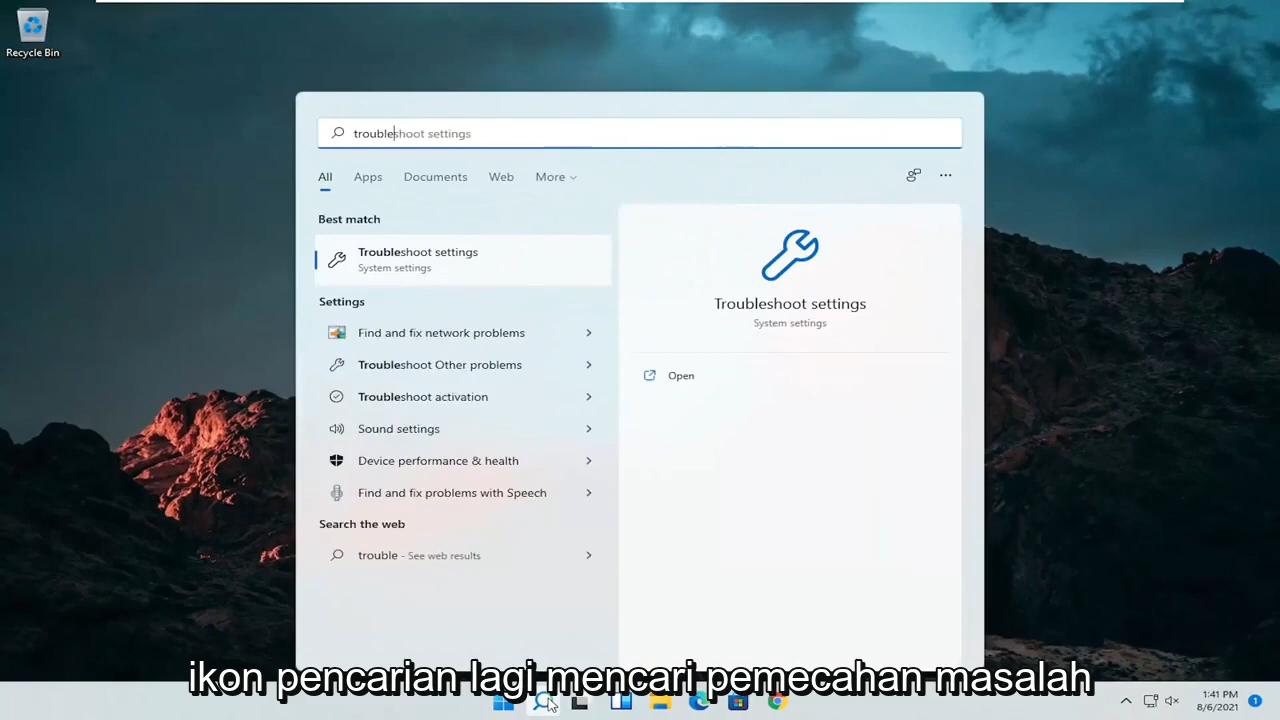 Recycle Bin
troubleshoot settings
All Apps Documents Web More
Best match
Troubleshoot settings
System settings
Settings
Find and fix network problems
Troubleshoot Other problems
Troubleshoot activation
Sound settings
Device performance & health
Find and fix problems with Speech
Search the web
trouble - See web results
Troubleshoot settings
System settings
Open
ikon pencarian lagi mencari pemecahan masalah
1:41 PM
8/6/2021
1